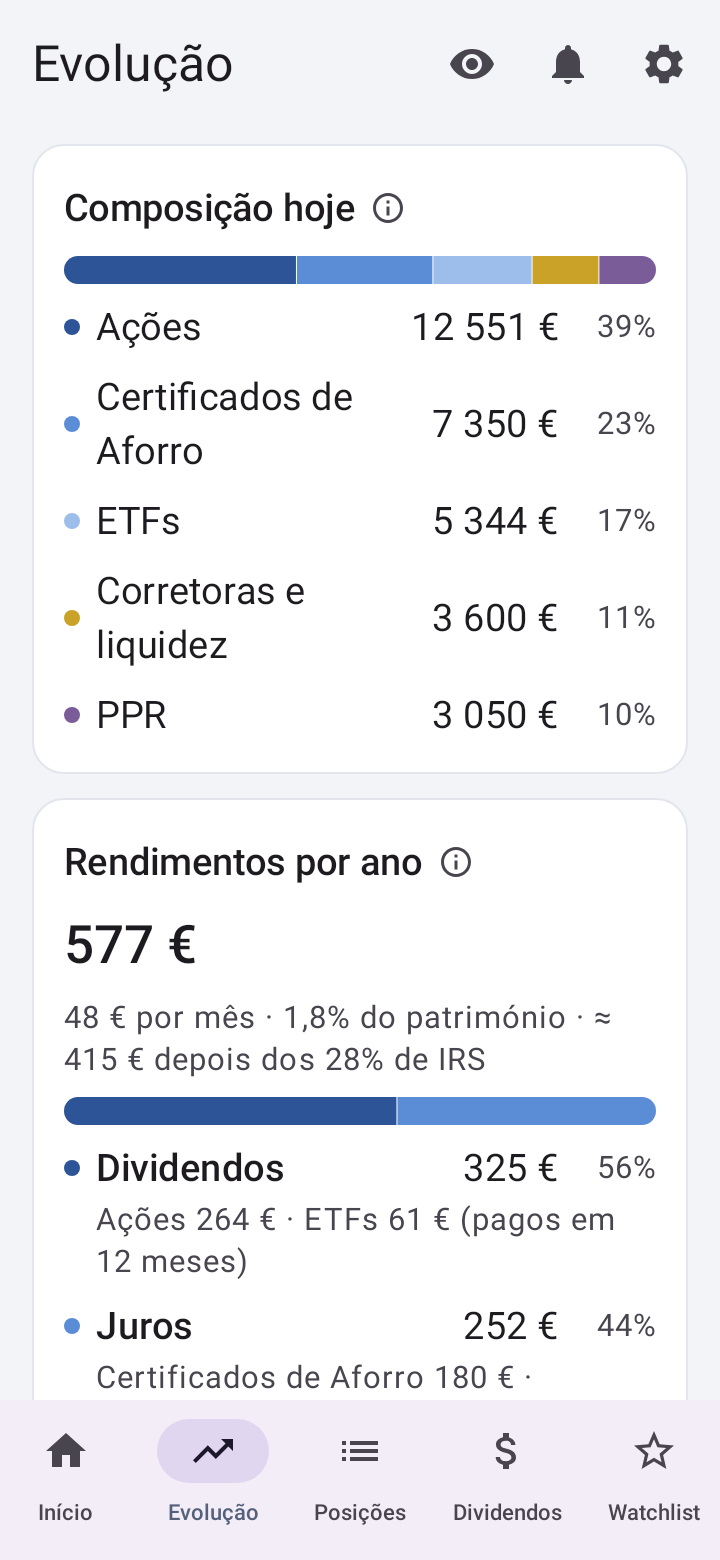 Evolução
Composição hoje
Ações 12 551 € 39%
Certificados de
Aforro
7 350 € 23%
ETFs 5 344 € 17%
Corretoras e
liquidez
3 600 € 11%
PPR 3 050 € 10%
Rendimentos por ano
577 €
48 € por mês · 1,8% do património · ≈
415 € depois dos 28% de IRS
Dividendos 325 € 56%
Ações 264 € · ETFs 61 € (pagos em
12 meses)
Juros 252 € 44%
Certificados de Aforro 180 € ·
Início Evolução Posições Dividendos Watchlist